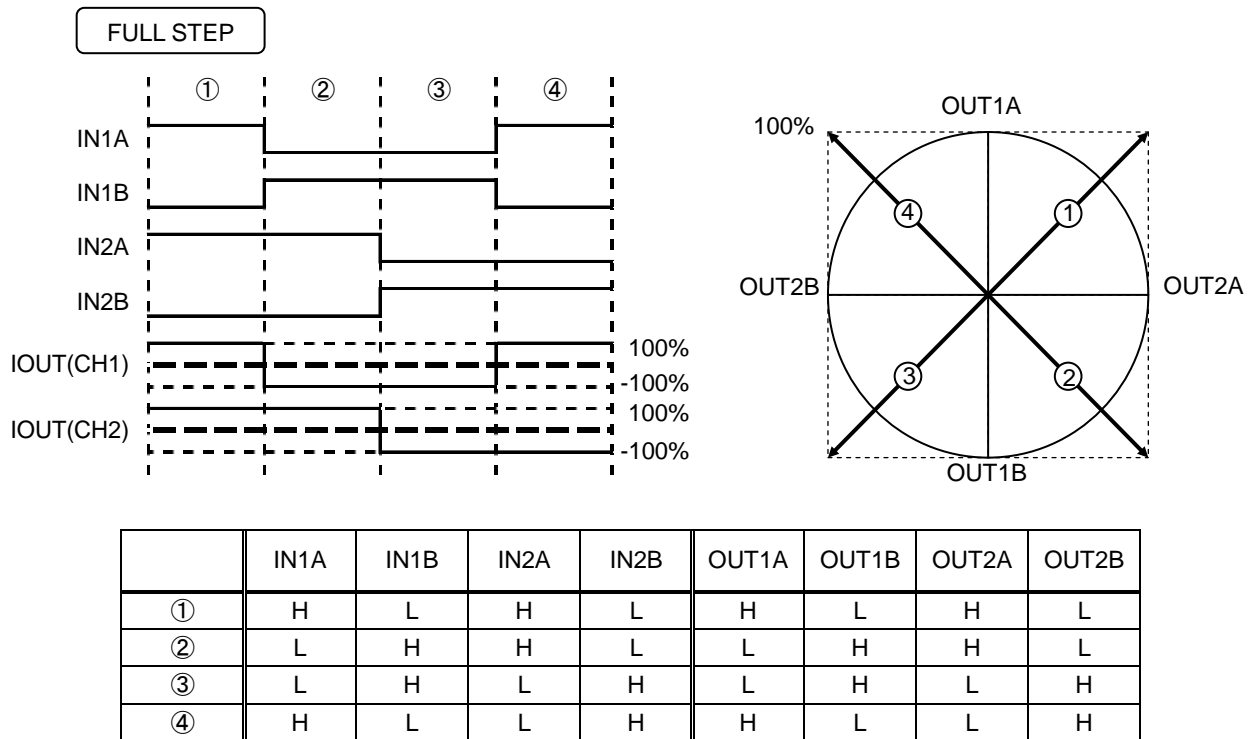 FULL STEP
① ② ③ ④
IN1A
IN1B
IN2A
IN2B
IOUT(CH1)
100%
-100%
IOUT(CH2)
100%
-100%
OUT1A
100%
④ ①
OUT2B OUT2A
③ ②
OUT1B
IN1A IN1B IN2A IN2B OUT1A OUT1B OUT2A OUT2B
① H L H L H L H L
② L H H L L H H L
③ L H L H L H L H
④ H L L H H L L H